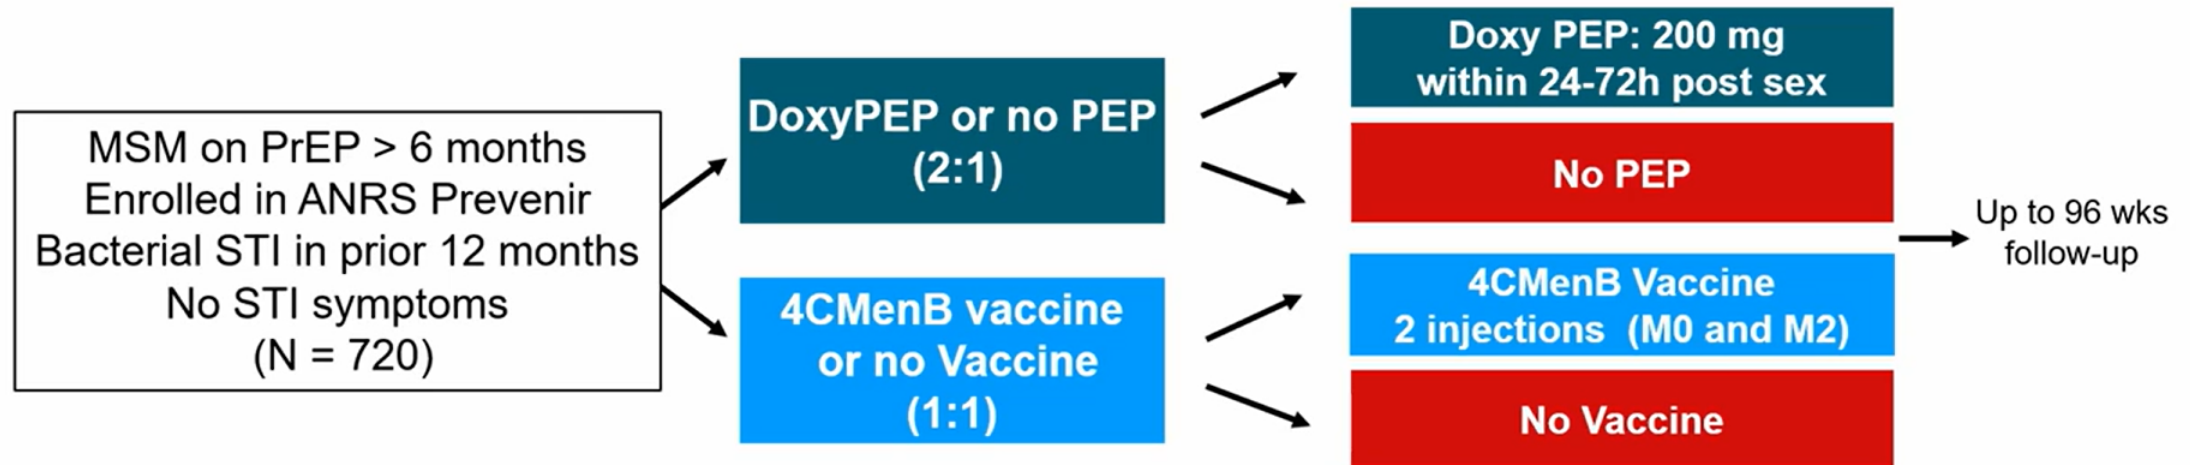 MSM on PrEP > 6 months
Enrolled in ANRS Prevenir
Bacterial STI in prior 12 months
No STI symptoms
(N = 720)
DoxyPEP or no PEP
(2:1)
4CMenB vaccine
or no Vaccine
(1:1)
Doxy PEP: 200 mg
within 24-72h post sex
No PEP
4CMenB Vaccine
2 injections (M0 and M2)
No Vaccine
Up to 96 wks
follow-up